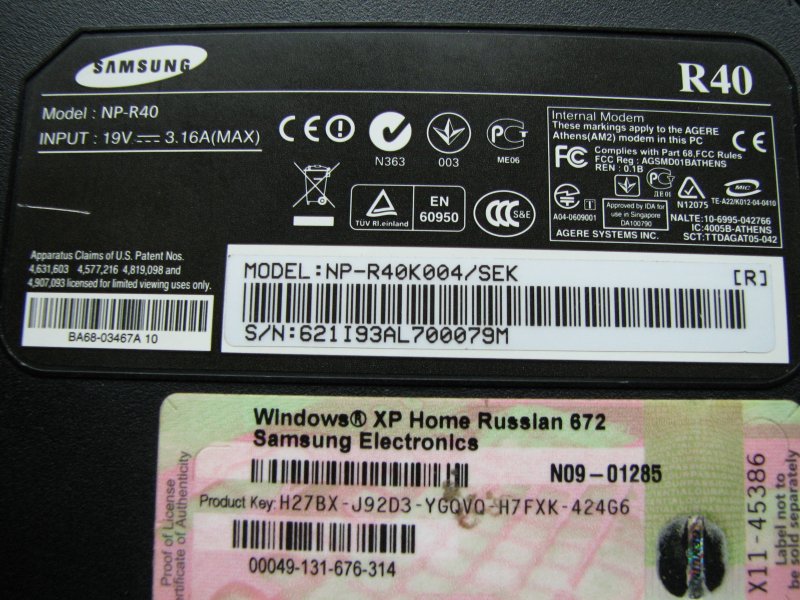 SAMSUNG
R40
Model : NP-R40
INPUT : 19V 3.16A(MAX)
N363
003
ME06
TÜV Rl.einland
EN
60950
CCC S&E
Internal Modem
These markings apply to the AGERE
Athens(AM2) modem in this PC
Complies with Part 68,FCC Rules
FCC Reg : AGSMD01BATHENS
REN : 0.1B
ДЕ 01
N12075
MIC
TE-A22/K012-04-0410
A04-0609001
Approved by IDA for
use in Singapore
DA100790
NALTE:10-6995-042766
IC:4005B-ATHENS
SCT:TTDAGAT05-042
AGERE SYSTEMS INC.
Apparatus Claims of U.S. Patent Nos.
4,631,603 4,577,216 4,819,098 and
4,907,093 licensed for limited viewing uses only.
BA68-03467A 10
MODEL:NP-R40K004/SEK [R]
S/N:621I93AL700079M
Windows® XP Home Russian 672
Samsung Electronics
N09-01285
Product Key: H27BX-J92D3-YGQVQ-H7FXK-424G6
00049-131-676-314
Proof of License
Certificate of Authenticity
X11-45386
Label not to
be sold separately